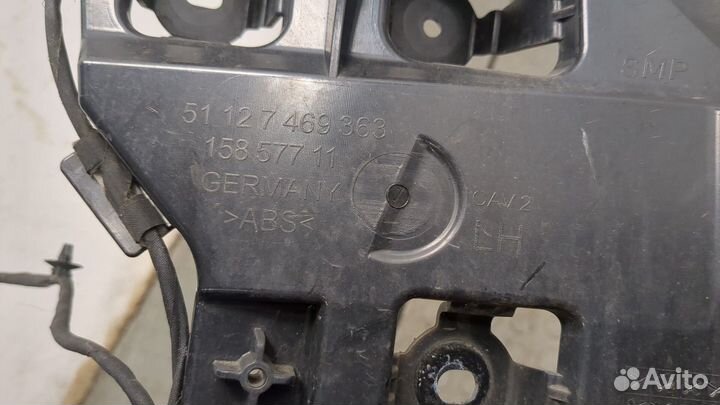 SMP
51 12 7 469 363
158 577 11
GERMANY
CAV2
>ABS<
LH
Avito